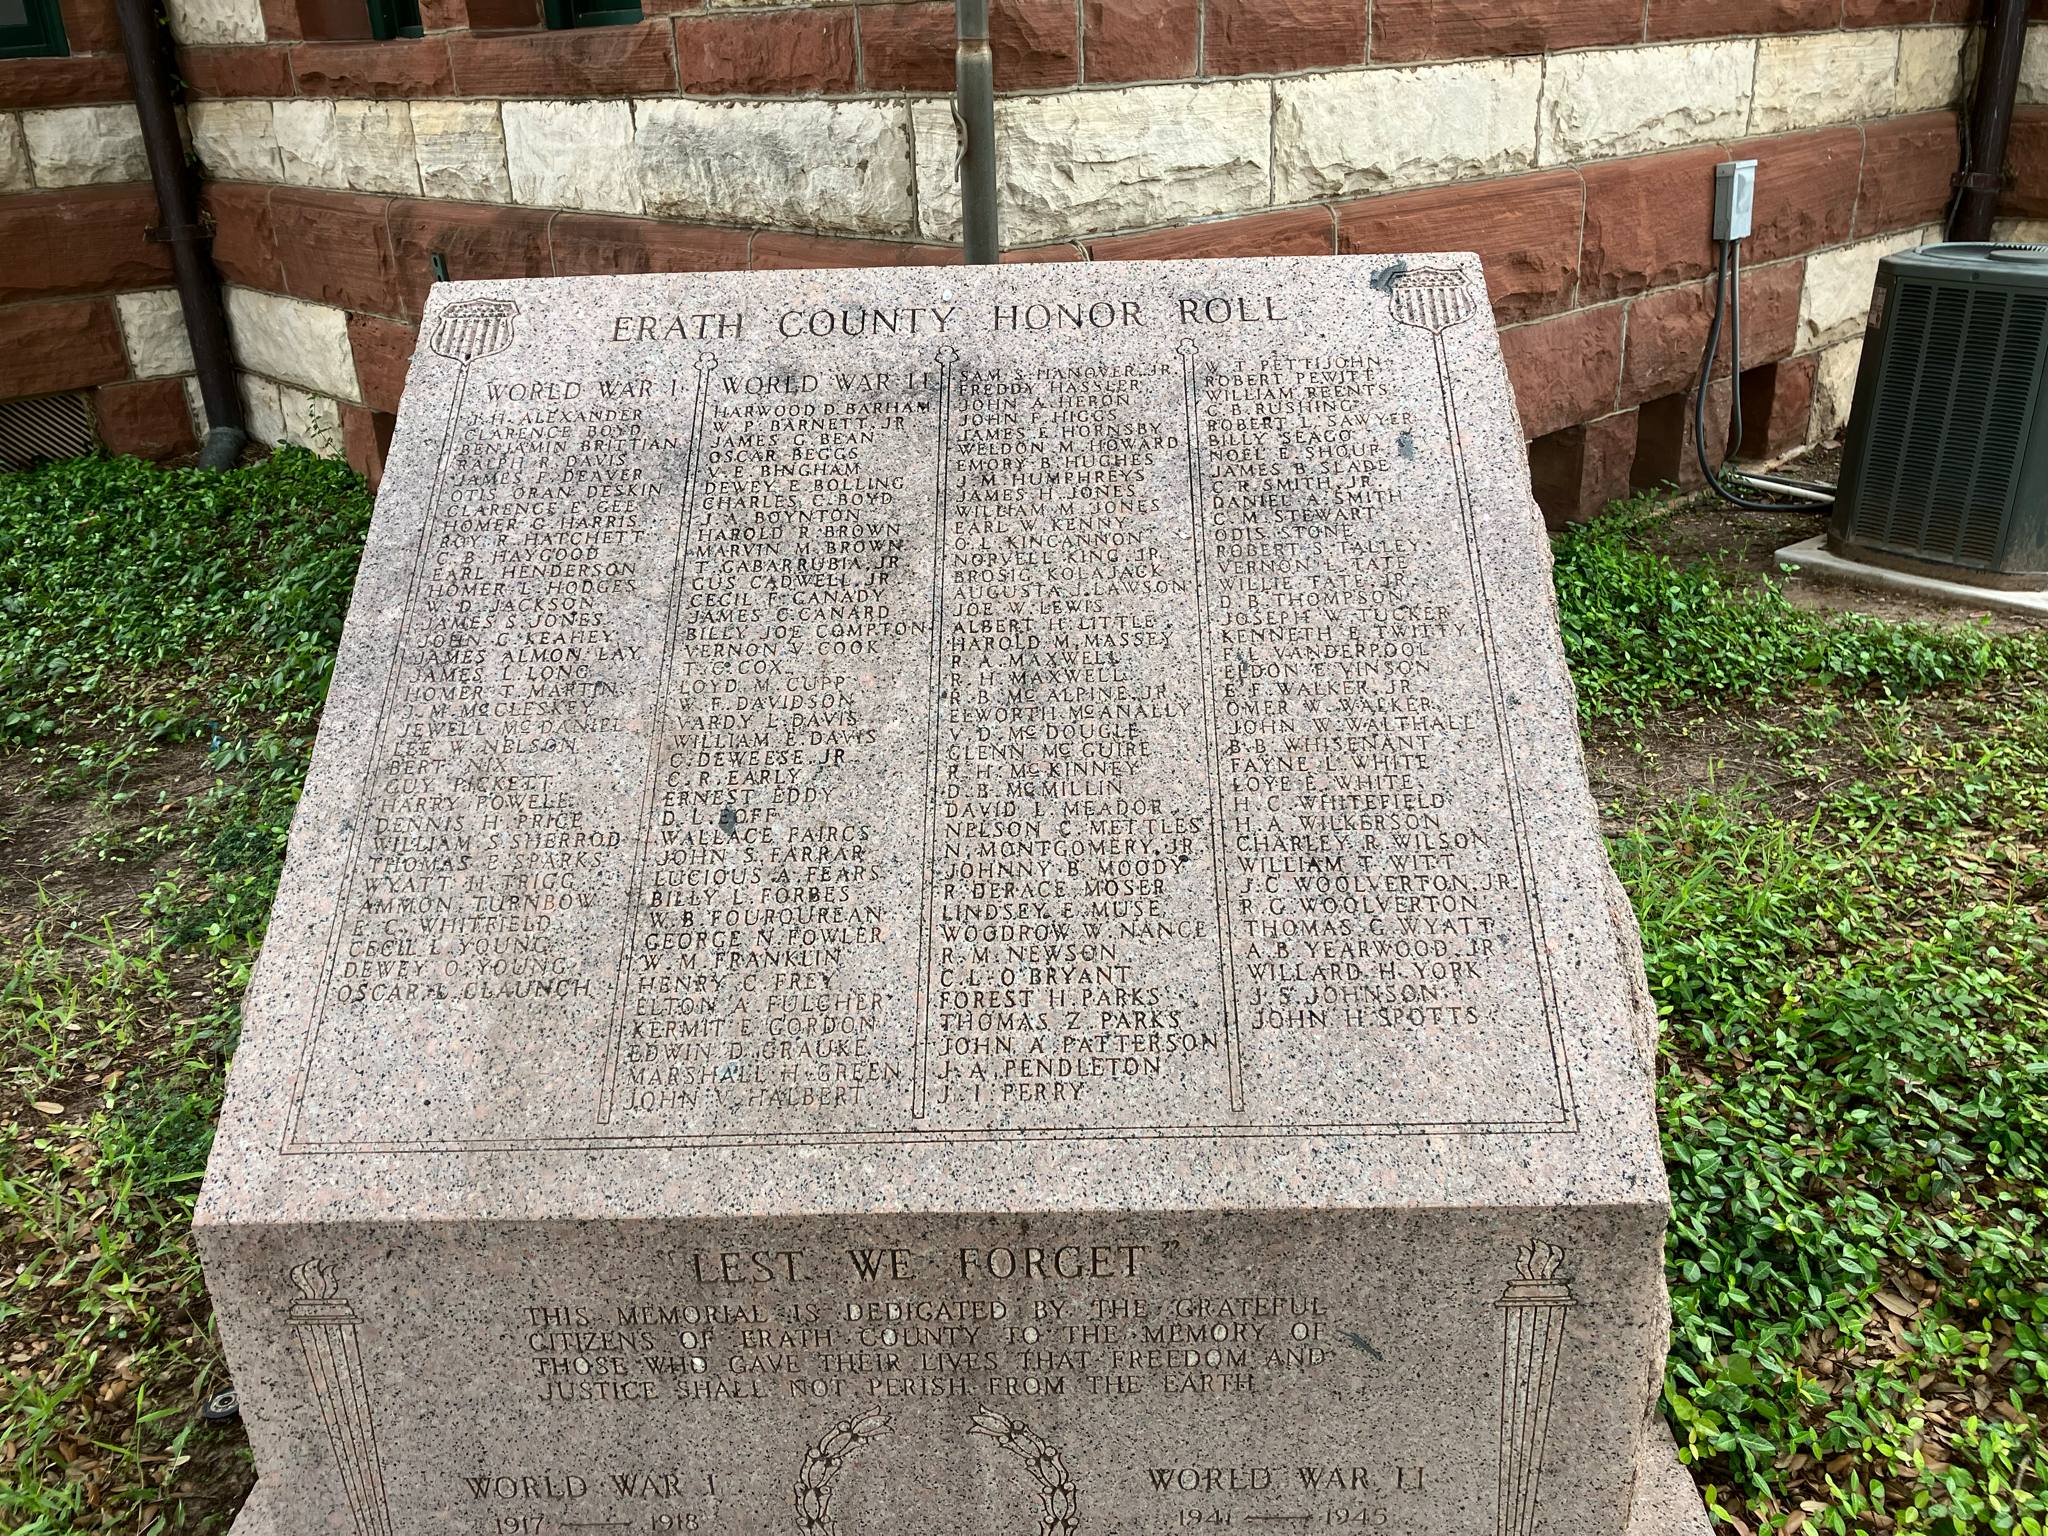 ERATH COUNTY HONOR ROLL
WORLD WAR I
J. H. ALEXANDER
CLARENCE BOYD
BENJAMIN BRITTIAN
RALPH R. DAVIS
JAMES F. DEAVER
OTIS ORAN DESKIN
CLARENCE E. GEE
HOMER G. HARRIS
ROY R. HATCHETT
C. B. HAYGOOD
EARL HENDERSON
HOMER L. HODGES
W. D. JACKSON
JAMES S. JONES
JOHN C. KEAHEY
JAMES ALMON LAY
JAMES L. LONG
HOMER T. MARTIN
J. M. McCLESKEY
JEWELL McDANIEL
LEE W. NELSON
BERT NIX
GUY PICKETT
HARRY POWELL
DENNIS H. PRICE
WILLIAM S. SHERROD
THOMAS E. SPARKS
WYATT H. TRIGG
AMMON TURNBOW
E. C. WHITFIELD
CECIL L. YOUNG
DEWEY O. YOUNG
OSCAR L. CLAUNCH
WORLD WAR II
HARWOOD D. BARHAM
W. P. BARNETT, JR.
JAMES G. BEAN
OSCAR BEGGS
V. E. BINGHAM
DEWEY E. BOLLING
CHARLES C. BOYD
J. A. BOYNTON
HAROLD R. BROWN
MARVIN M. BROWN
T. GABARRUBIA, JR.
GUS CADWELL, JR.
CECIL F. CANADY
JAMES C. CANARD
BILLY JOE COMPTON
VERNON V. COOK
T. C. COX
LOYD M. CUPP
W. F. DAVIDSON
VARDY L. DAVIS
WILLIAM E. DAVIS
C. DEWEESE, JR.
C. R. EARLY
ERNEST EDDY
D. L. EOFF
WALLACE FAIRCS
JOHN S. FARRAR
LUCIOUS A. FEARS
BILLY L. FORBES
W. B. FOURQUREAN
GEORGE N. FOWLER
W. M. FRANKLIN
HENRY C. FREY
ELTON A. FULCHER
KERMIT E. GORDON
EDWIN D. GRAUKE
MARSHALL H. GREEN
JOHN V. HALBERT
SAM S. HANOVER, JR.
FREDDY HASSLER
JOHN A. HERON
JOHN F. HIGGS
JAMES E. HORNSBY
WELDON M. HOWARD
EMORY B. HUGHES
J. M. HUMPHREYS
JAMES H. JONES
WILLIAM M. JONES
EARL W. KENNY
O. L. KINCANNON
NORVELL KING, JR.
BROSIG KOLAJACK
AUGUSTA J. LAWSON
JOE W. LEWIS
ALBERT H. LITTLE
HAROLD M. MASSEY
R. A. MAXWELL
R. H. MAXWELL
R. B. McALPINE, JR.
ELWORTH McANALLY
V. D. McDOUGLE
GLENN McGUIRE
R. H. McKINNEY
D. B. McMILLIN
DAVID L. MEADOR
NELSON C. METTLES
N. MONTGOMERY, JR.
JOHNNY B. MOODY
R. DERACE MOSER
LINDSEY E. MUSE
WOODROW W. NANCE
R. M. NEWSON
C. L. O'BRYANT
FOREST H. PARKS
THOMAS Z. PARKS
JOHN A. PATTERSON
J. A. PENDLETON
J. I. PERRY
W. T. PETTIJOHN
ROBERT PEWITT
WILLIAM REENTS
C. B. RUSHING
ROBERT L. SAWYER
BILLY SEAGO
NOEL E. SHOUR
JAMES B. SLADE
C. R. SMITH, JR.
DANIEL A. SMITH
C. M. STEWART
ODIS STONE
ROBERT S. TALLEY
VERNON L. TATE
WILLIE TATE, JR.
D. B. THOMPSON
JOSEPH W. TUCKER
KENNETH E. TWITTY
F. L. VANDERPOOL
ELDON E. VINSON
E. F. WALKER, JR.
OMER W. WALKER
JOHN W. WALTHALL
B. B. WHISENANT
FAYNE L. WHITE
LOYE E. WHITE
H. C. WHITEFIELD
H. A. WILKERSON
CHARLEY R. WILSON
WILLIAM T. WITT
J. C. WOOLVERTON, JR.
R. G. WOOLVERTON
THOMAS G. WYATT
A. B. YEARWOOD, JR.
WILLARD H. YORK
J. S. JOHNSON
JOHN H. SPOTTS
"LEST WE FORGET"
THIS MEMORIAL IS DEDICATED BY THE GRATEFUL
CITIZENS OF ERATH COUNTY TO THE MEMORY OF
THOSE WHO GAVE THEIR LIVES THAT FREEDOM AND
JUSTICE SHALL NOT PERISH FROM THE EARTH
WORLD WAR I
1917 — 1918
WORLD WAR II
1941 — 1945